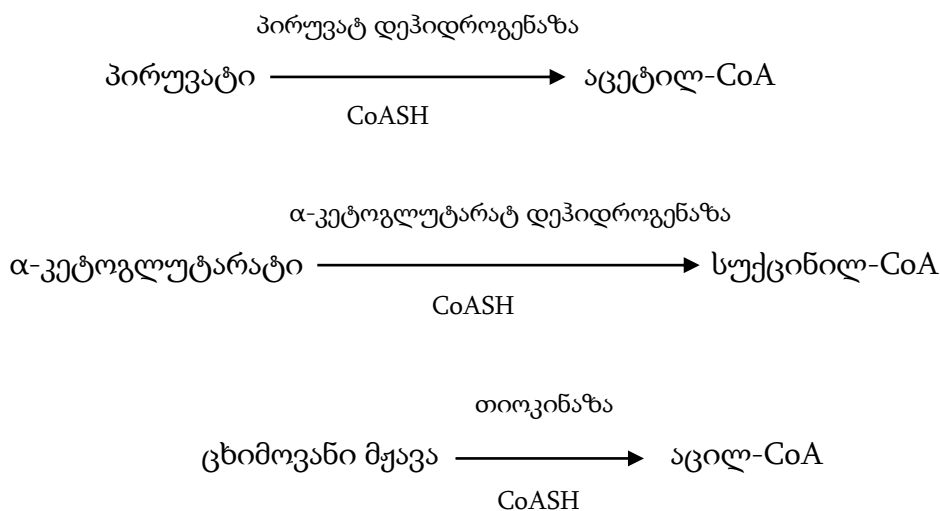 პირუვატ დეჰიდროგენაზა
პირუვატი აცეტილ-CoA
CoASH
α-კეტოგლუტარატ დეჰიდროგენაზა
α-კეტოგლუტარატი სუქცინილ-CoA
CoASH
თიოკინაზა
ცხიმოვანი მჟავა აცილ-CoA
CoASH